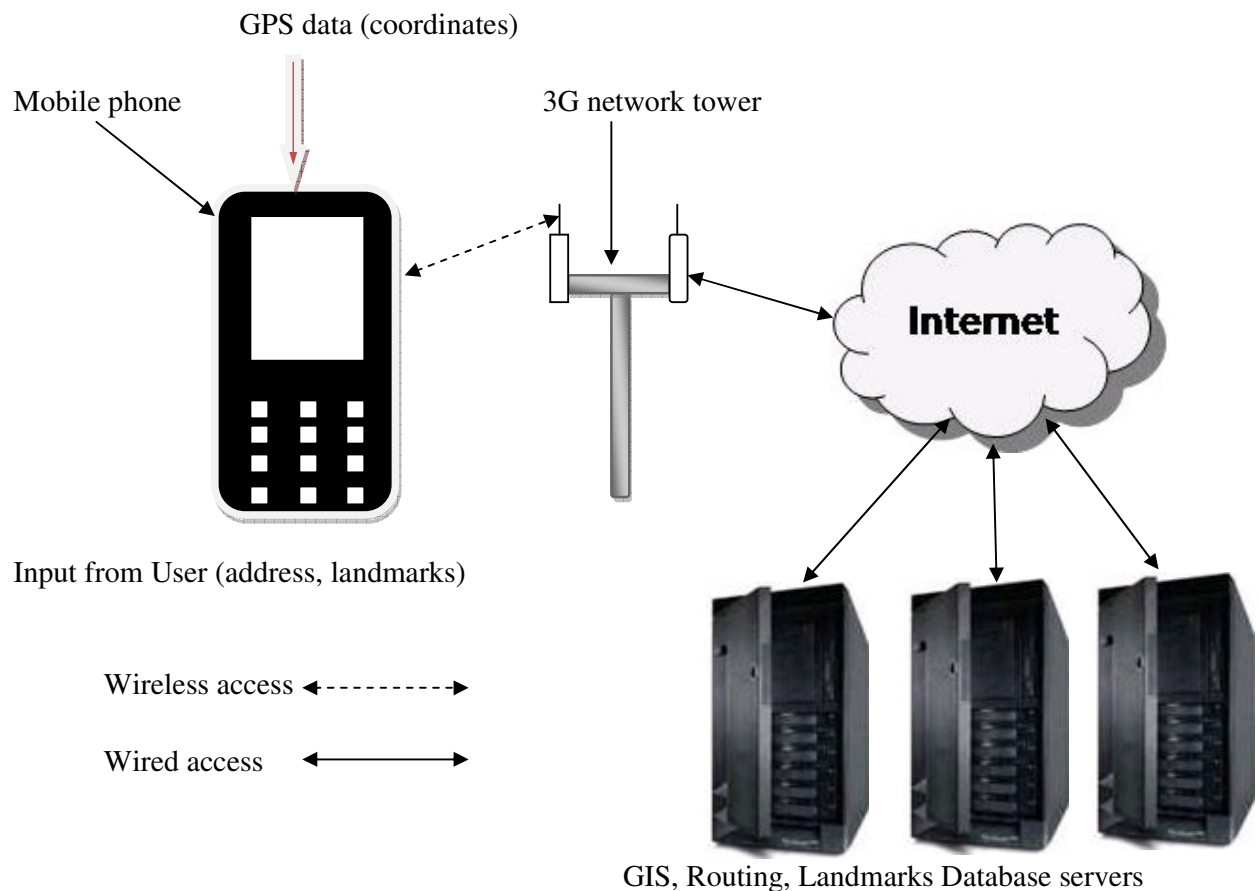 GPS data (coordinates)
Mobile phone
3G network tower
Internet
Input from User (address, landmarks)
Wireless access
Wired access
GIS, Routing, Landmarks Database servers